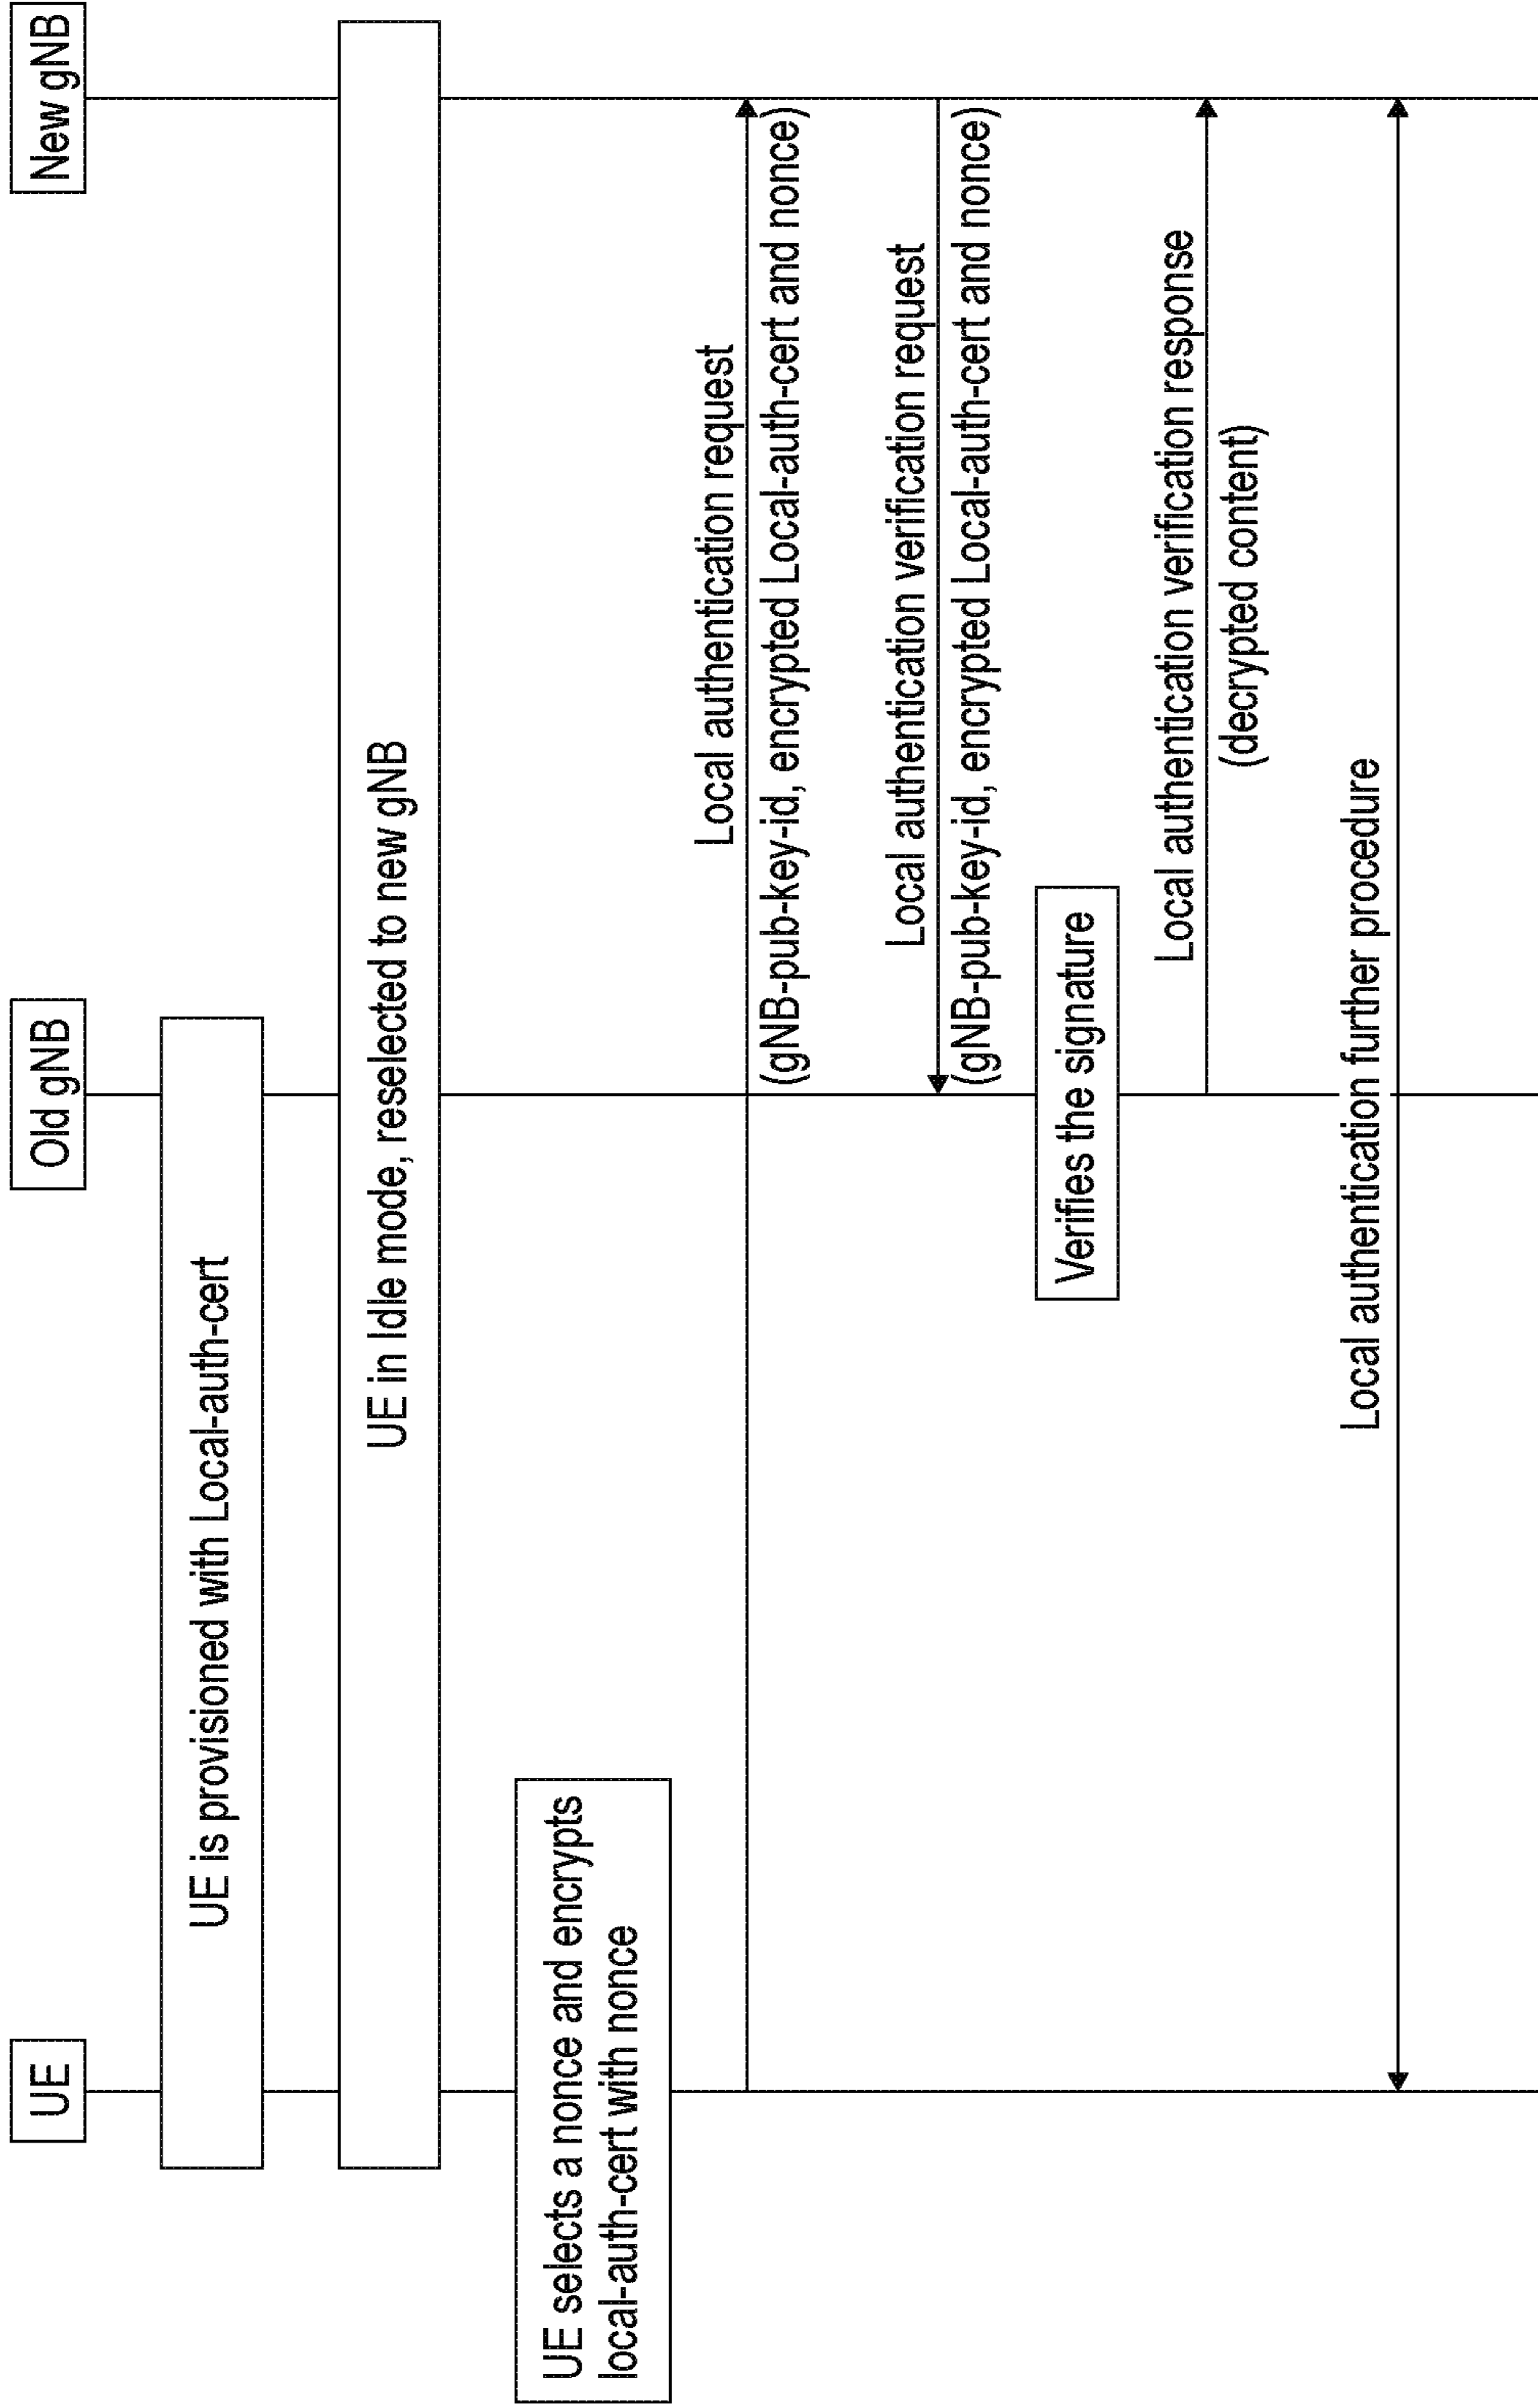 UE
Old gNB
New gNB
UE is provisioned with Local-auth-cert
UE in Idle mode, reselected to new gNB
UE selects a nonce and encrypts
local-auth-cert with nonce
Local authentication request
(gNB-pub-key-id, encrypted Local-auth-cert and nonce)
Local authentication verification request
(gNB-pub-key-id, encrypted Local-auth-cert and nonce)
Verifies the signature
Local authentication verification response
(decrypted content)
Local authentication further procedure